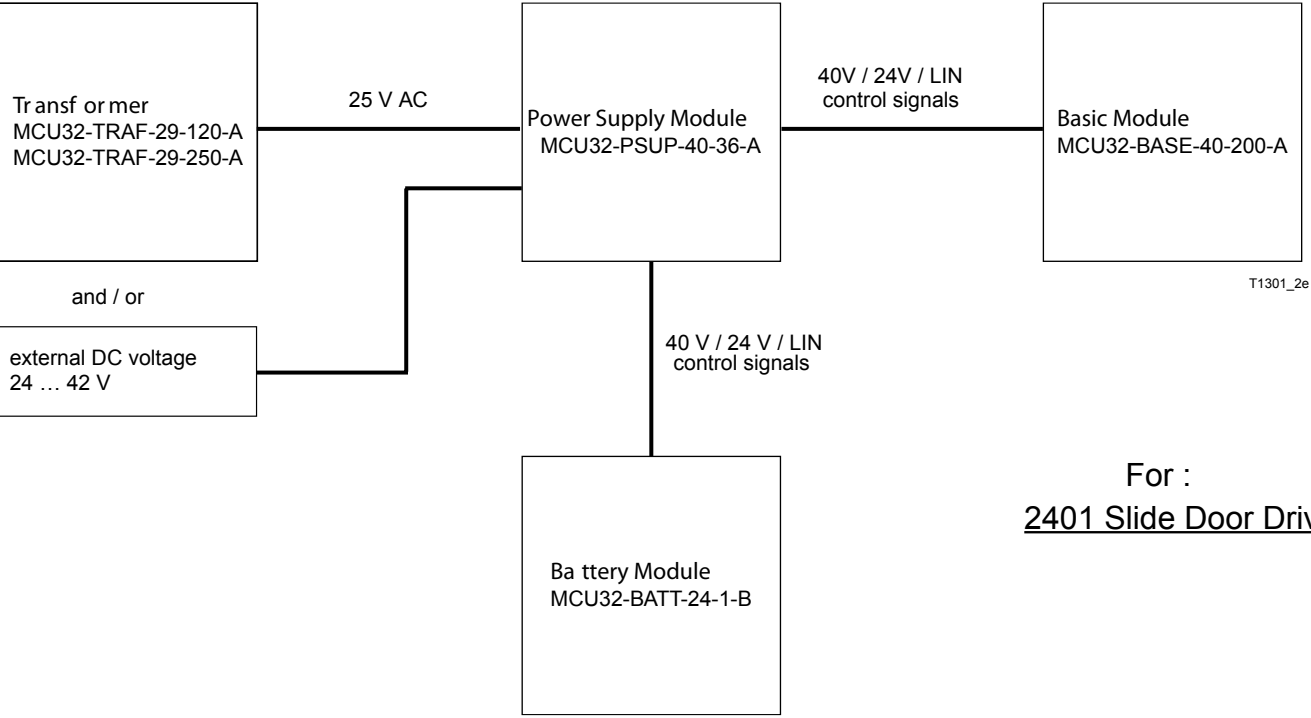 Transformer
MCU32-TRAF-29-120-A
MCU32-TRAF-29-250-A
25 V AC
Power Supply Module
MCU32-PSUP-40-36-A
40V / 24V / LIN
control signals
Basic Module
MCU32-BASE-40-200-A
T1301_2e
and / or
external DC voltage
24 … 42 V
40 V / 24 V / LIN
control signals
Battery Module
MCU32-BATT-24-1-B
For :
2401 Slide Door